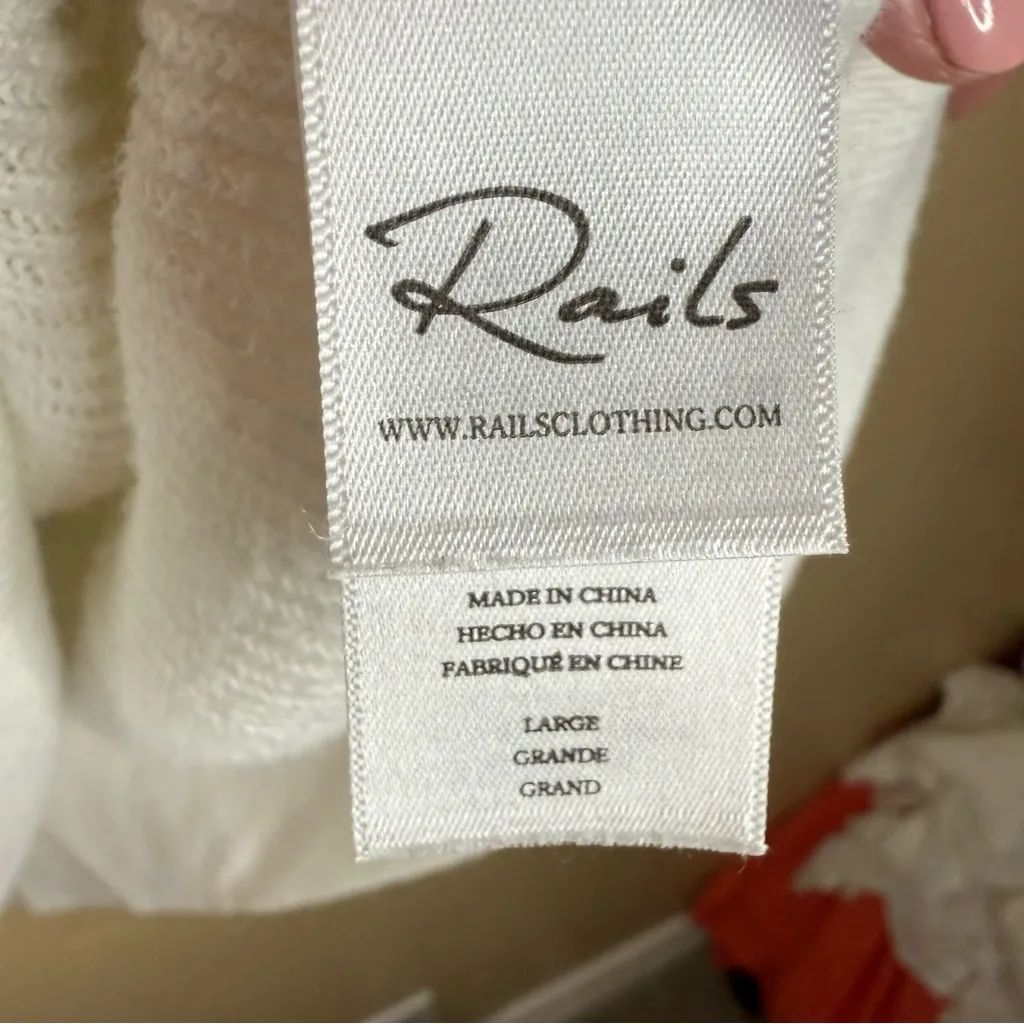 Rails
WWW.RAILSCLOTHING.COM
MADE IN CHINA
HECHO EN CHINA
FABRIQUÉ EN CHINE
LARGE
GRANDE
GRAND